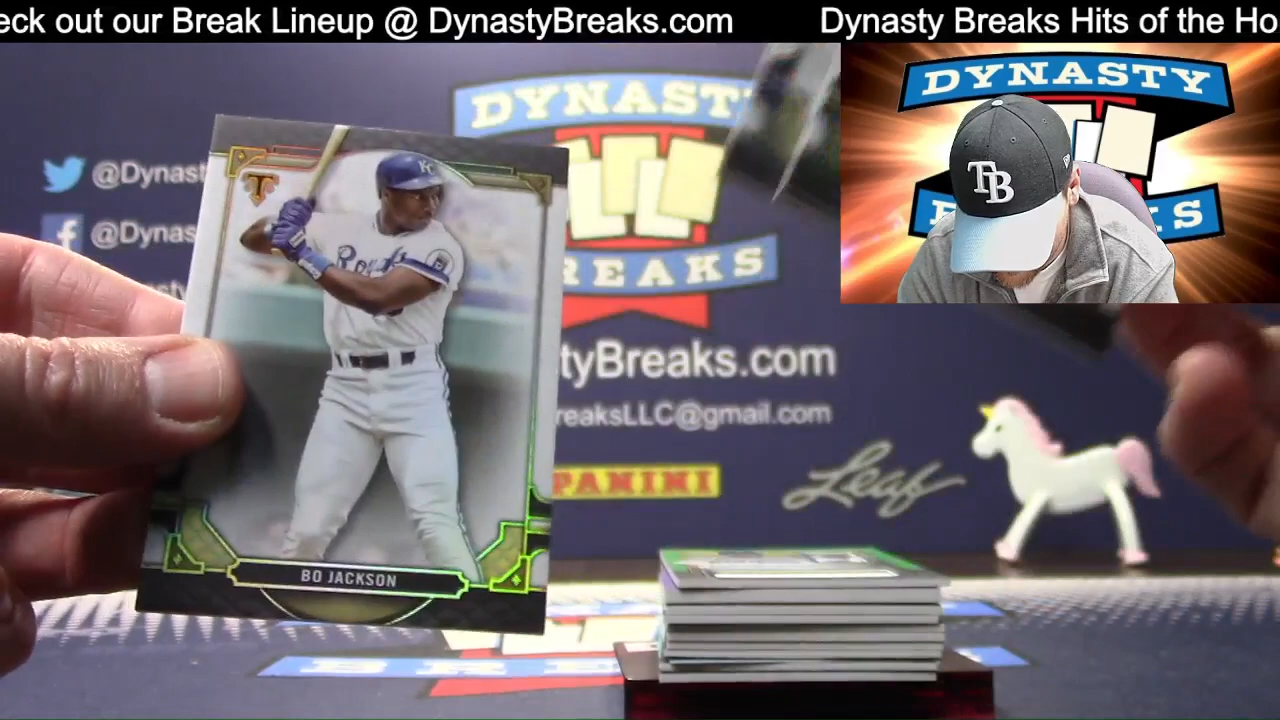 eck out our Break Lineup @ DynastyBreaks.com
Dynasty Breaks Hits of the Ho
DYNASTY
TB
S
DYNAST
REAKS
@Dynast
@Dynas
KC
Royals
BO JACKSON
tyBreaks.com
reaksLLC@gmail.com
PANINI
Leaf